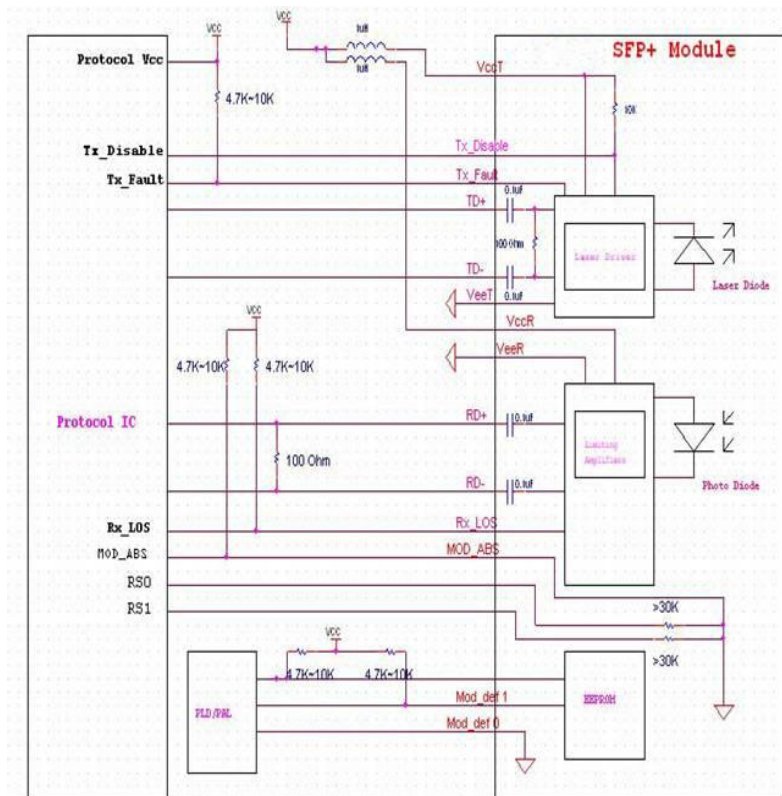 1uH
Vcc
VCC
SFP+ Module
Protocol Vcc
1uH
VccT
4.7K~10K
10K
Tx_Disable
Tx_Disable
Tx_Fault
Tx_Fault
0.1uf
TD+
100 Ohm
Laser Driver
TD-
Laser Diode
VeeT
0.1uf
VccR
VCC
VeeR
4.7K~10K
4.7K~10K
Protocol IC
RD+
0.1uf
100 Ohm
Amplifiers
RD-
0.1uf
Photo Diode
Rx_LOS
Rx_LOS
MOD_ABS
MOD_ABS
RS0
RS1
>30K
VCC
>30K
4.7K~10K
4.7K~10K
Mod_def 1
EEPROM
PLD/PAL
Mod_def 0